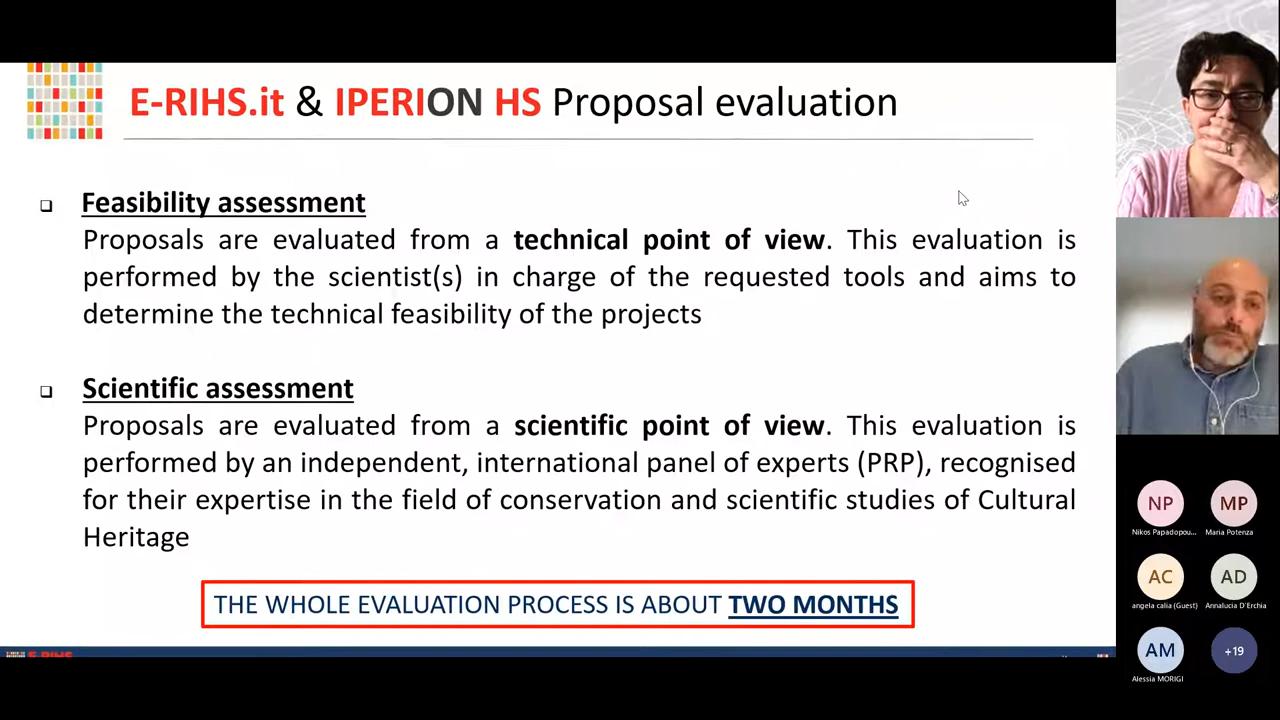 E-RIHS.it & IPERION HS Proposal evaluation
Feasibility assessment
Proposals are evaluated from a technical point of view. This evaluation is
performed by the scientist(s) in charge of the requested tools and aims to
determine the technical feasibility of the projects
Scientific assessment
Proposals are evaluated from a scientific point of view. This evaluation is
performed by an independent, international panel of experts (PRP), recognised
for their expertise in the field of conservation and scientific studies of Cultural
Heritage
THE WHOLE EVALUATION PROCESS IS ABOUT TWO MONTHS
E-RIHS
NP
MP
Nikos Papadopou...
Maria Potenza
AC
AD
angela calia (Guest)
Annalucia D'Erchia
AM
+19
Alessia MORIGI